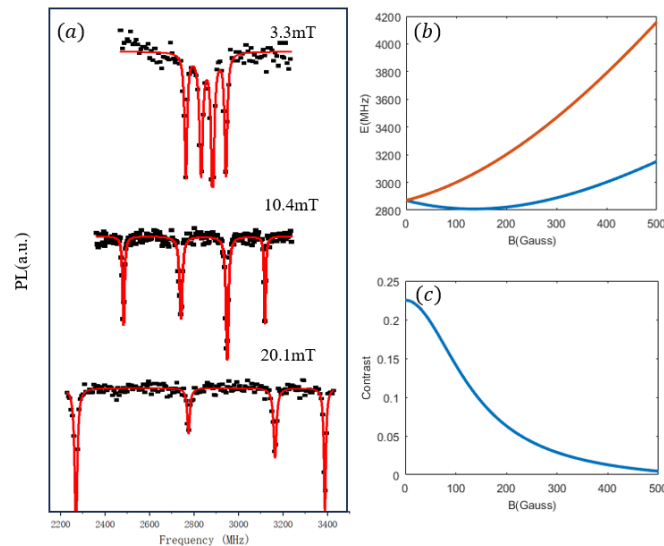 (a)
3.3mT
10.4mT
20.1mT
PL(a.u.)
2200 2400 2600 2800 3000 3200 3400
Frequency (MHz)
(b)
4200
4000
3800
3600
3400
3200
3000
2800
E(MHz)
0 100 200 300 400 500
B(Gauss)
(c)
0.25
0.2
0.15
0.1
0.05
0
Contrast
0 100 200 300 400 500
B(Gauss)